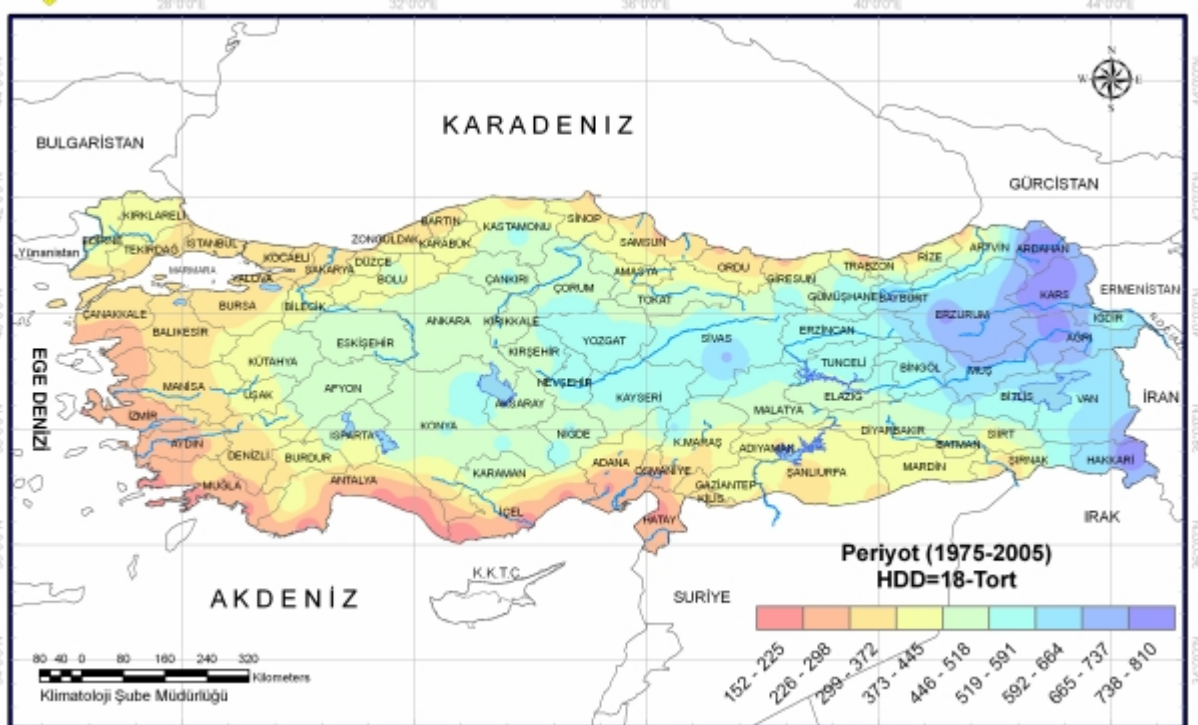 28°0'0"E 32°0'0"E 36°0'0"E 40°0'0"E 44°0'0"E
N
W E
S
KARADENIZ
BULGARİSTAN
GÜRCİSTAN
KIRKLARELİ
SİNOP
BARTIN
KASTAMONU
EDİRNE
TEKİRDAĞ
İSTANBUL
ZONGULDAK
KARABÜK
SAMSUN
ARTVİN
ARDAHAN
Yünanistan
KOCAELİ
SAKARYA
DÜZCE
ORDU
TRABZON
RİZE
MARMARA
YALOVA
BOLU
ÇANKIRI
AMASYA
GİRESUN
ÇORUM
TOKAT
GÜMÜŞHANE
BAYBURT
KARS
ERMENİSTAN
ÇANAKKALE
BURSA
BİLECİK
ANKARA
KIRIKKALE
ERZURUM
IĞDIR
BALIKESİR
ESKİŞEHİR
YOZGAT
SİVAS
ERZİNCAN
AĞRI
KÜTAHYA
KIRŞEHİR
TUNCELİ
BİNGÖL
MUŞ
EGE DENİZİ
MANİSA
UŞAK
AFYON
NEVŞEHİR
AKSARAY
KAYSERİ
ELAZIĞ
BİTLİS
VAN
İRAN
İZMİR
MALATYA
AYDIN
ISPARTA
KONYA
NİĞDE
K.MARAŞ
ADIYAMAN
DİYARBAKIR
BATMAN
SİİRT
DENİZLİ
BURDUR
ADANA
OSMANİYE
ŞANLIURFA
MARDİN
ŞIRNAK
HAKKARİ
MUĞLA
ANTALYA
KARAMAN
GAZİANTEP
KİLİS
İÇEL
HATAY
IRAK
AKDENİZ
K.K.T.C.
SURİYE
Periyot (1975-2005)
HDD=18-Tort
152 - 225
226 - 298
299 - 372
373 - 445
446 - 518
519 - 591
592 - 664
665 - 737
738 - 810
80 40 0 80 160 240 320
Kilometers
Klimatoloji Şube Müdürlüğü